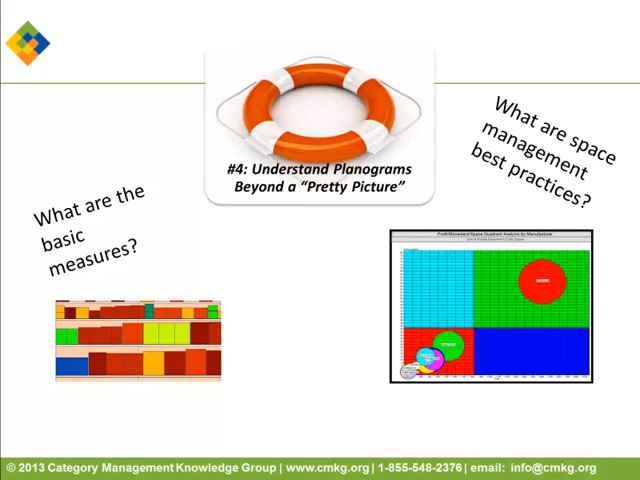 #4: Understand Planograms
Beyond a “Pretty Picture”
What are space
management
best practices?
What are the
basic
measures?
Profit/Movement/Space Quadrant Analysis by Manufacturer
© 2013 Category Management Knowledge Group | www.cmkg.org| 1-855-548-2376 | email: info@cmkg.org